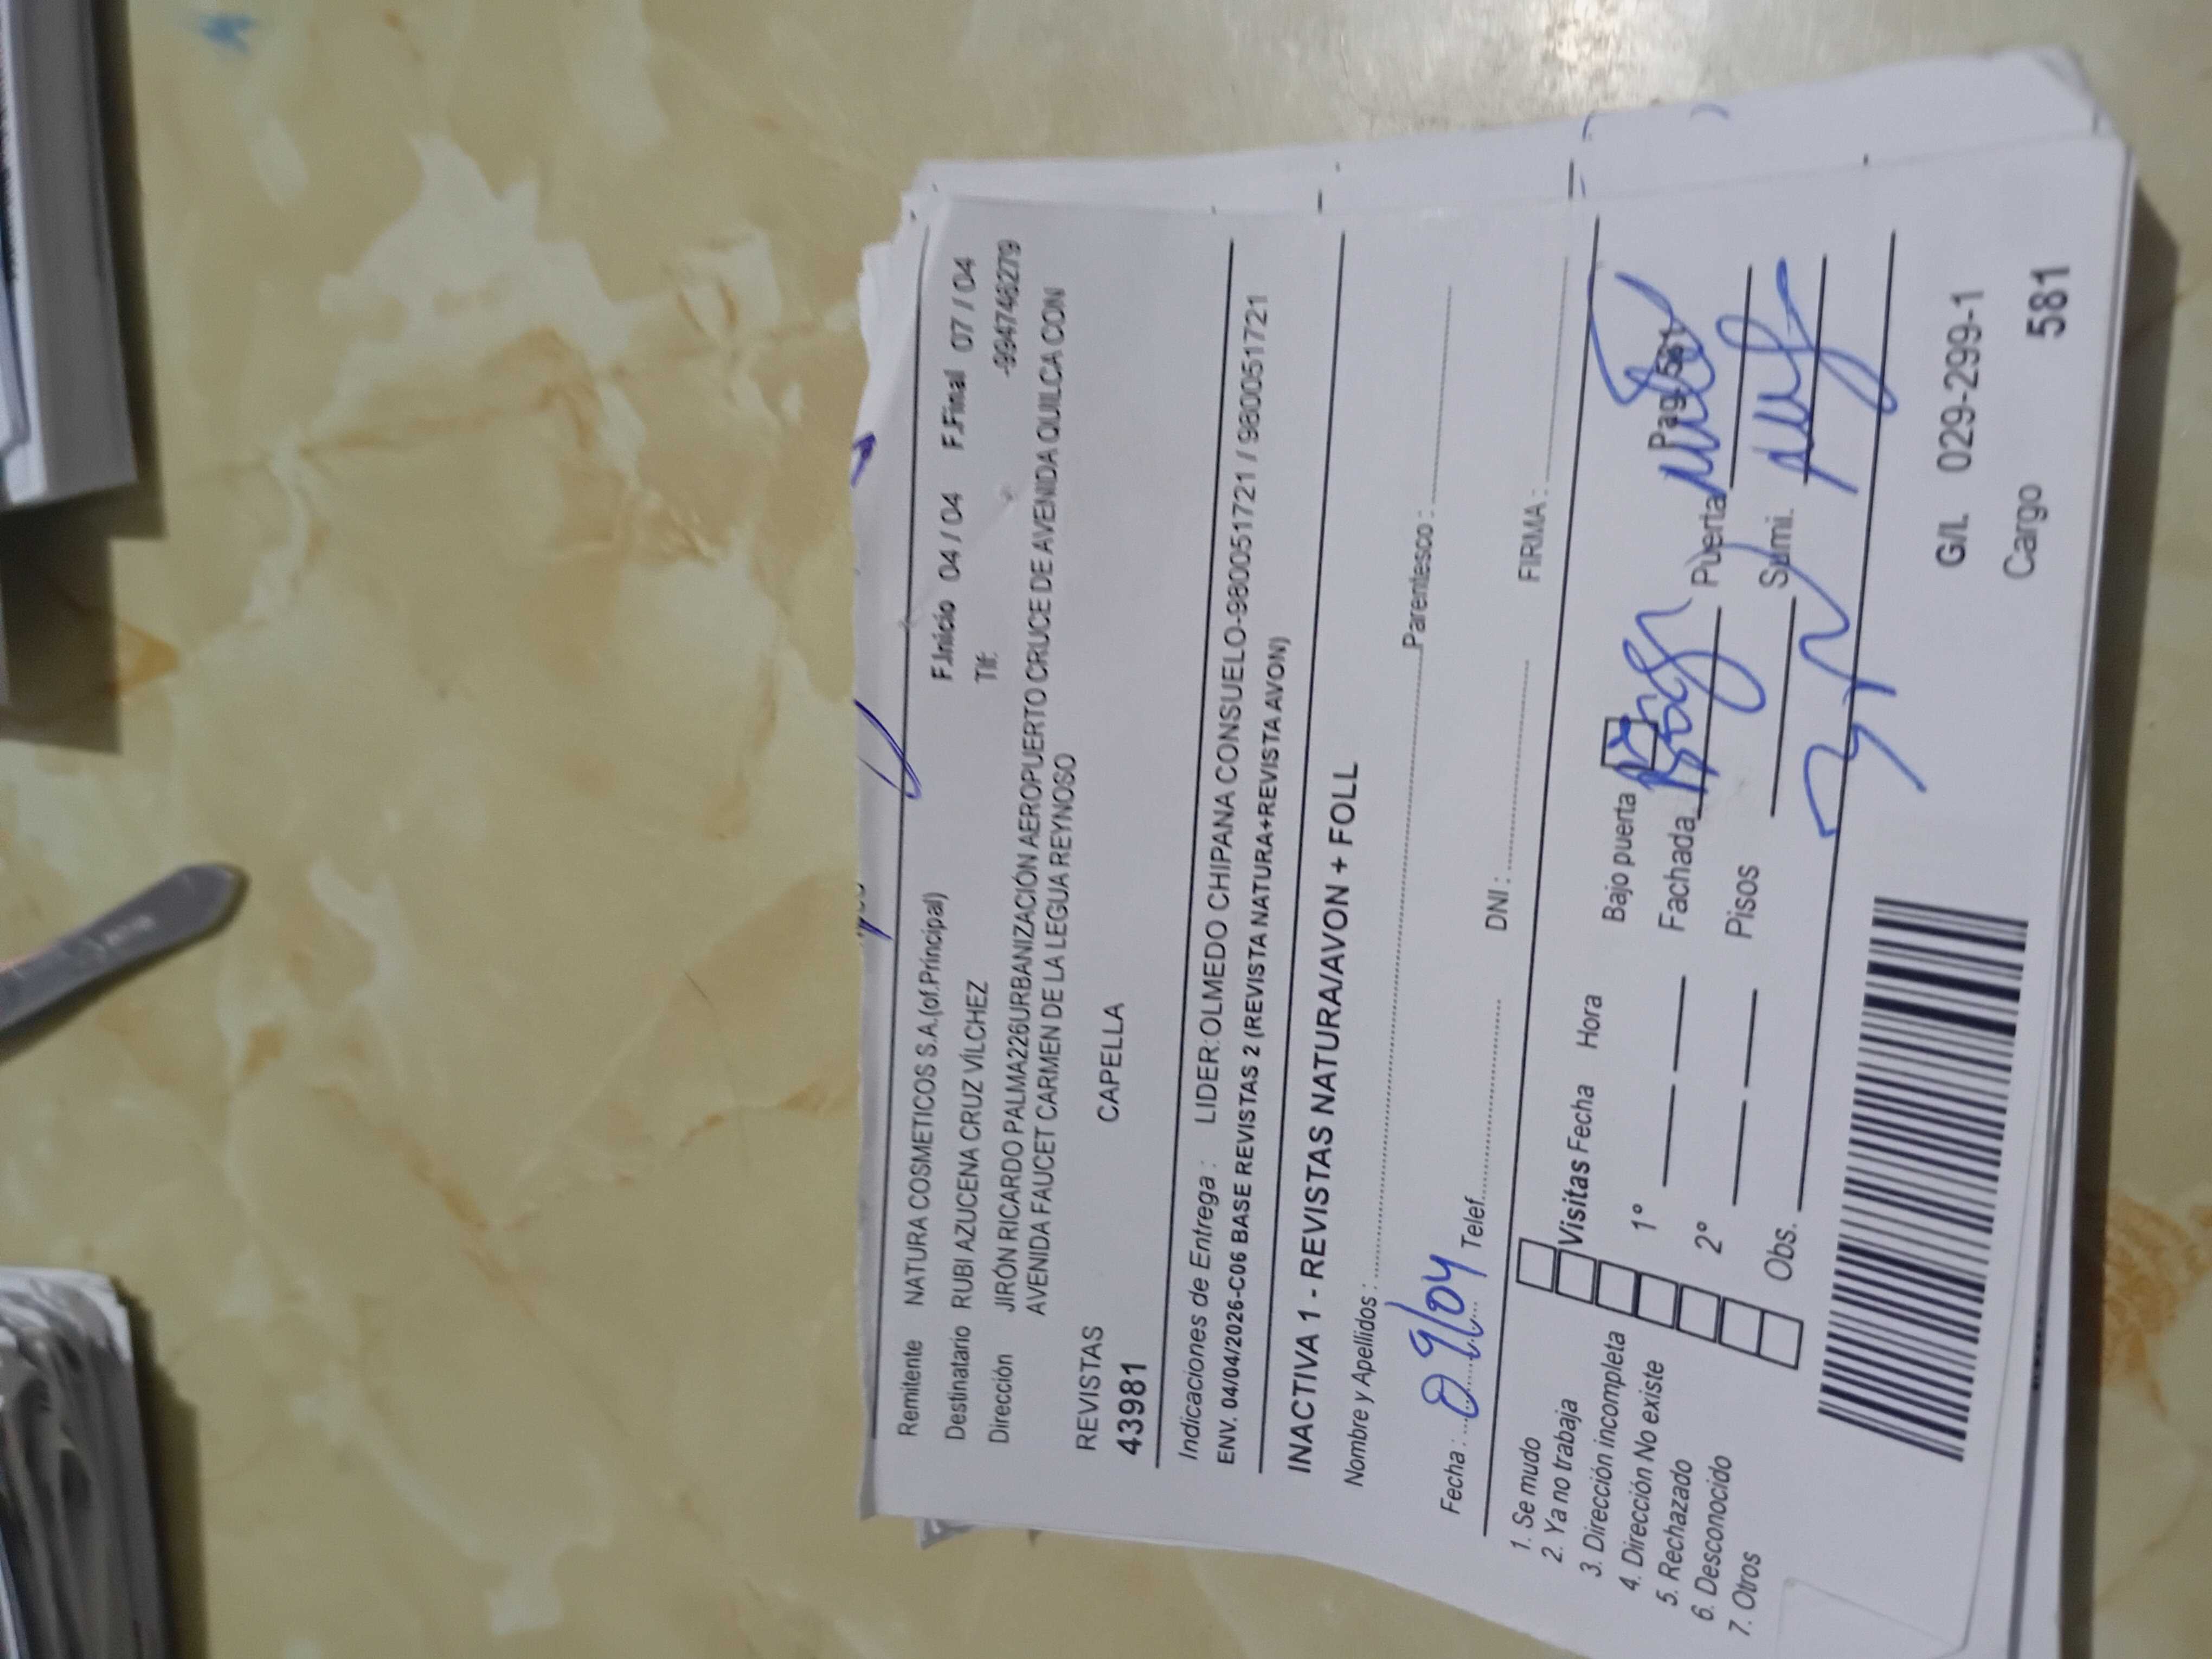 Remitente NATURA COSMETICOS S.A.(of.Principal) F.Inicio 04 / 04 F.Final 07 / 04
Destinatario RUBI AZUCENA CRUZ VÍLCHEZ Tlf. -994746279
Dirección JIRÓN RICARDO PALMA226URBANIZACIÓN AEROPUERTO CRUCE DE AVENIDA QUILCA CON
AVENIDA FAUCET CARMEN DE LA LEGUA REYNOSO
REVISTAS CAPELLA
43981
Indicaciones de Entrega : LIDER:OLMEDO CHIPANA CONSUELO-980051721 / 980051721
ENV. 04/04/2026-C06 BASE REVISTAS 2 (REVISTA NATURA+REVISTA AVON)
INACTIVA 1 - REVISTAS NATURA/AVON + FOLL
Nombre y Apellidos : Parentesco :
Fecha : 09/04 Telef. DNI : FIRMA :
1. Se mudo
2. Ya no trabaja
3. Dirección incompleta
4. Dirección No existe
5. Rechazado
6. Desconocido
7. Otros
Visitas Fecha Hora
1°
2°
Obs.
Bajo puerta Pag. 581
Fachada Puerta
Pisos Sumi.
G/L 029-299-1
Cargo 581